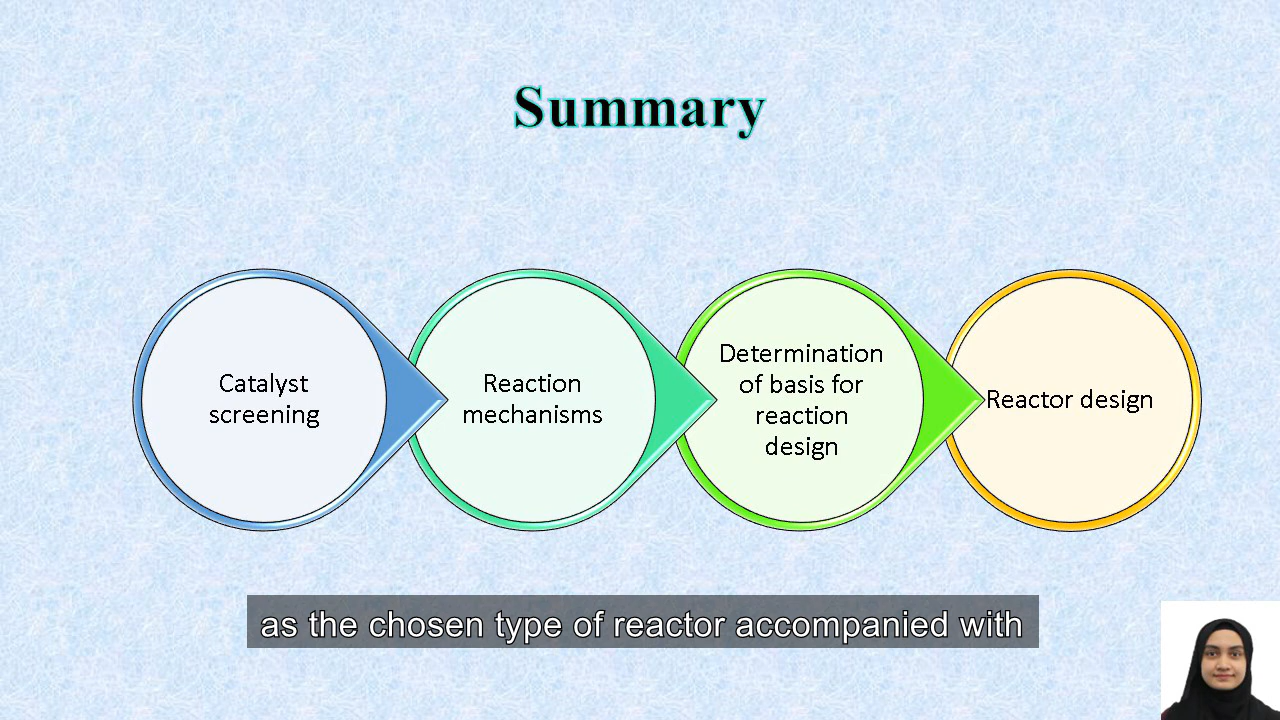 Summary
Catalyst
screening
Reaction
mechanisms
Determination
of basis for
reaction
design
Reactor design
as the chosen type of reactor accompanied with